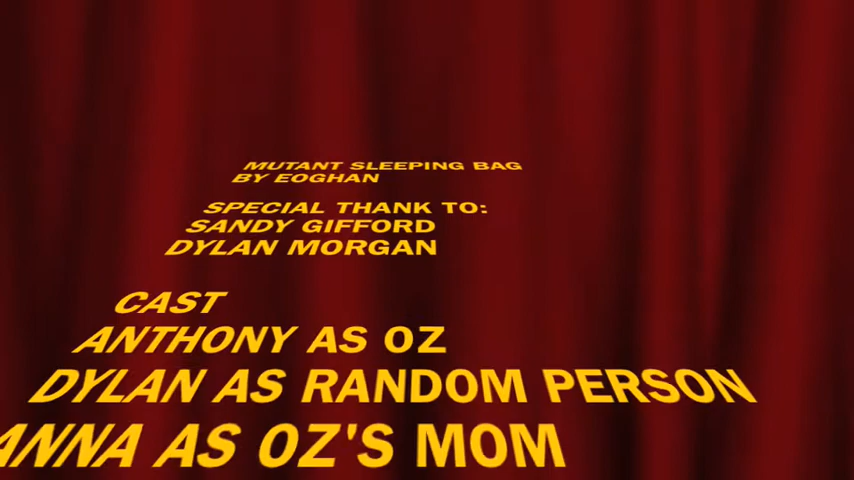 MUTANT SLEEPING BAG
BY EOGHAN
SPECIAL THANK TO:
SANDY GIFFORD
DYLAN MORGAN
CAST
ANTHONY AS OZ
DYLAN AS RANDOM PERSON
ANNA AS OZ'S MOM